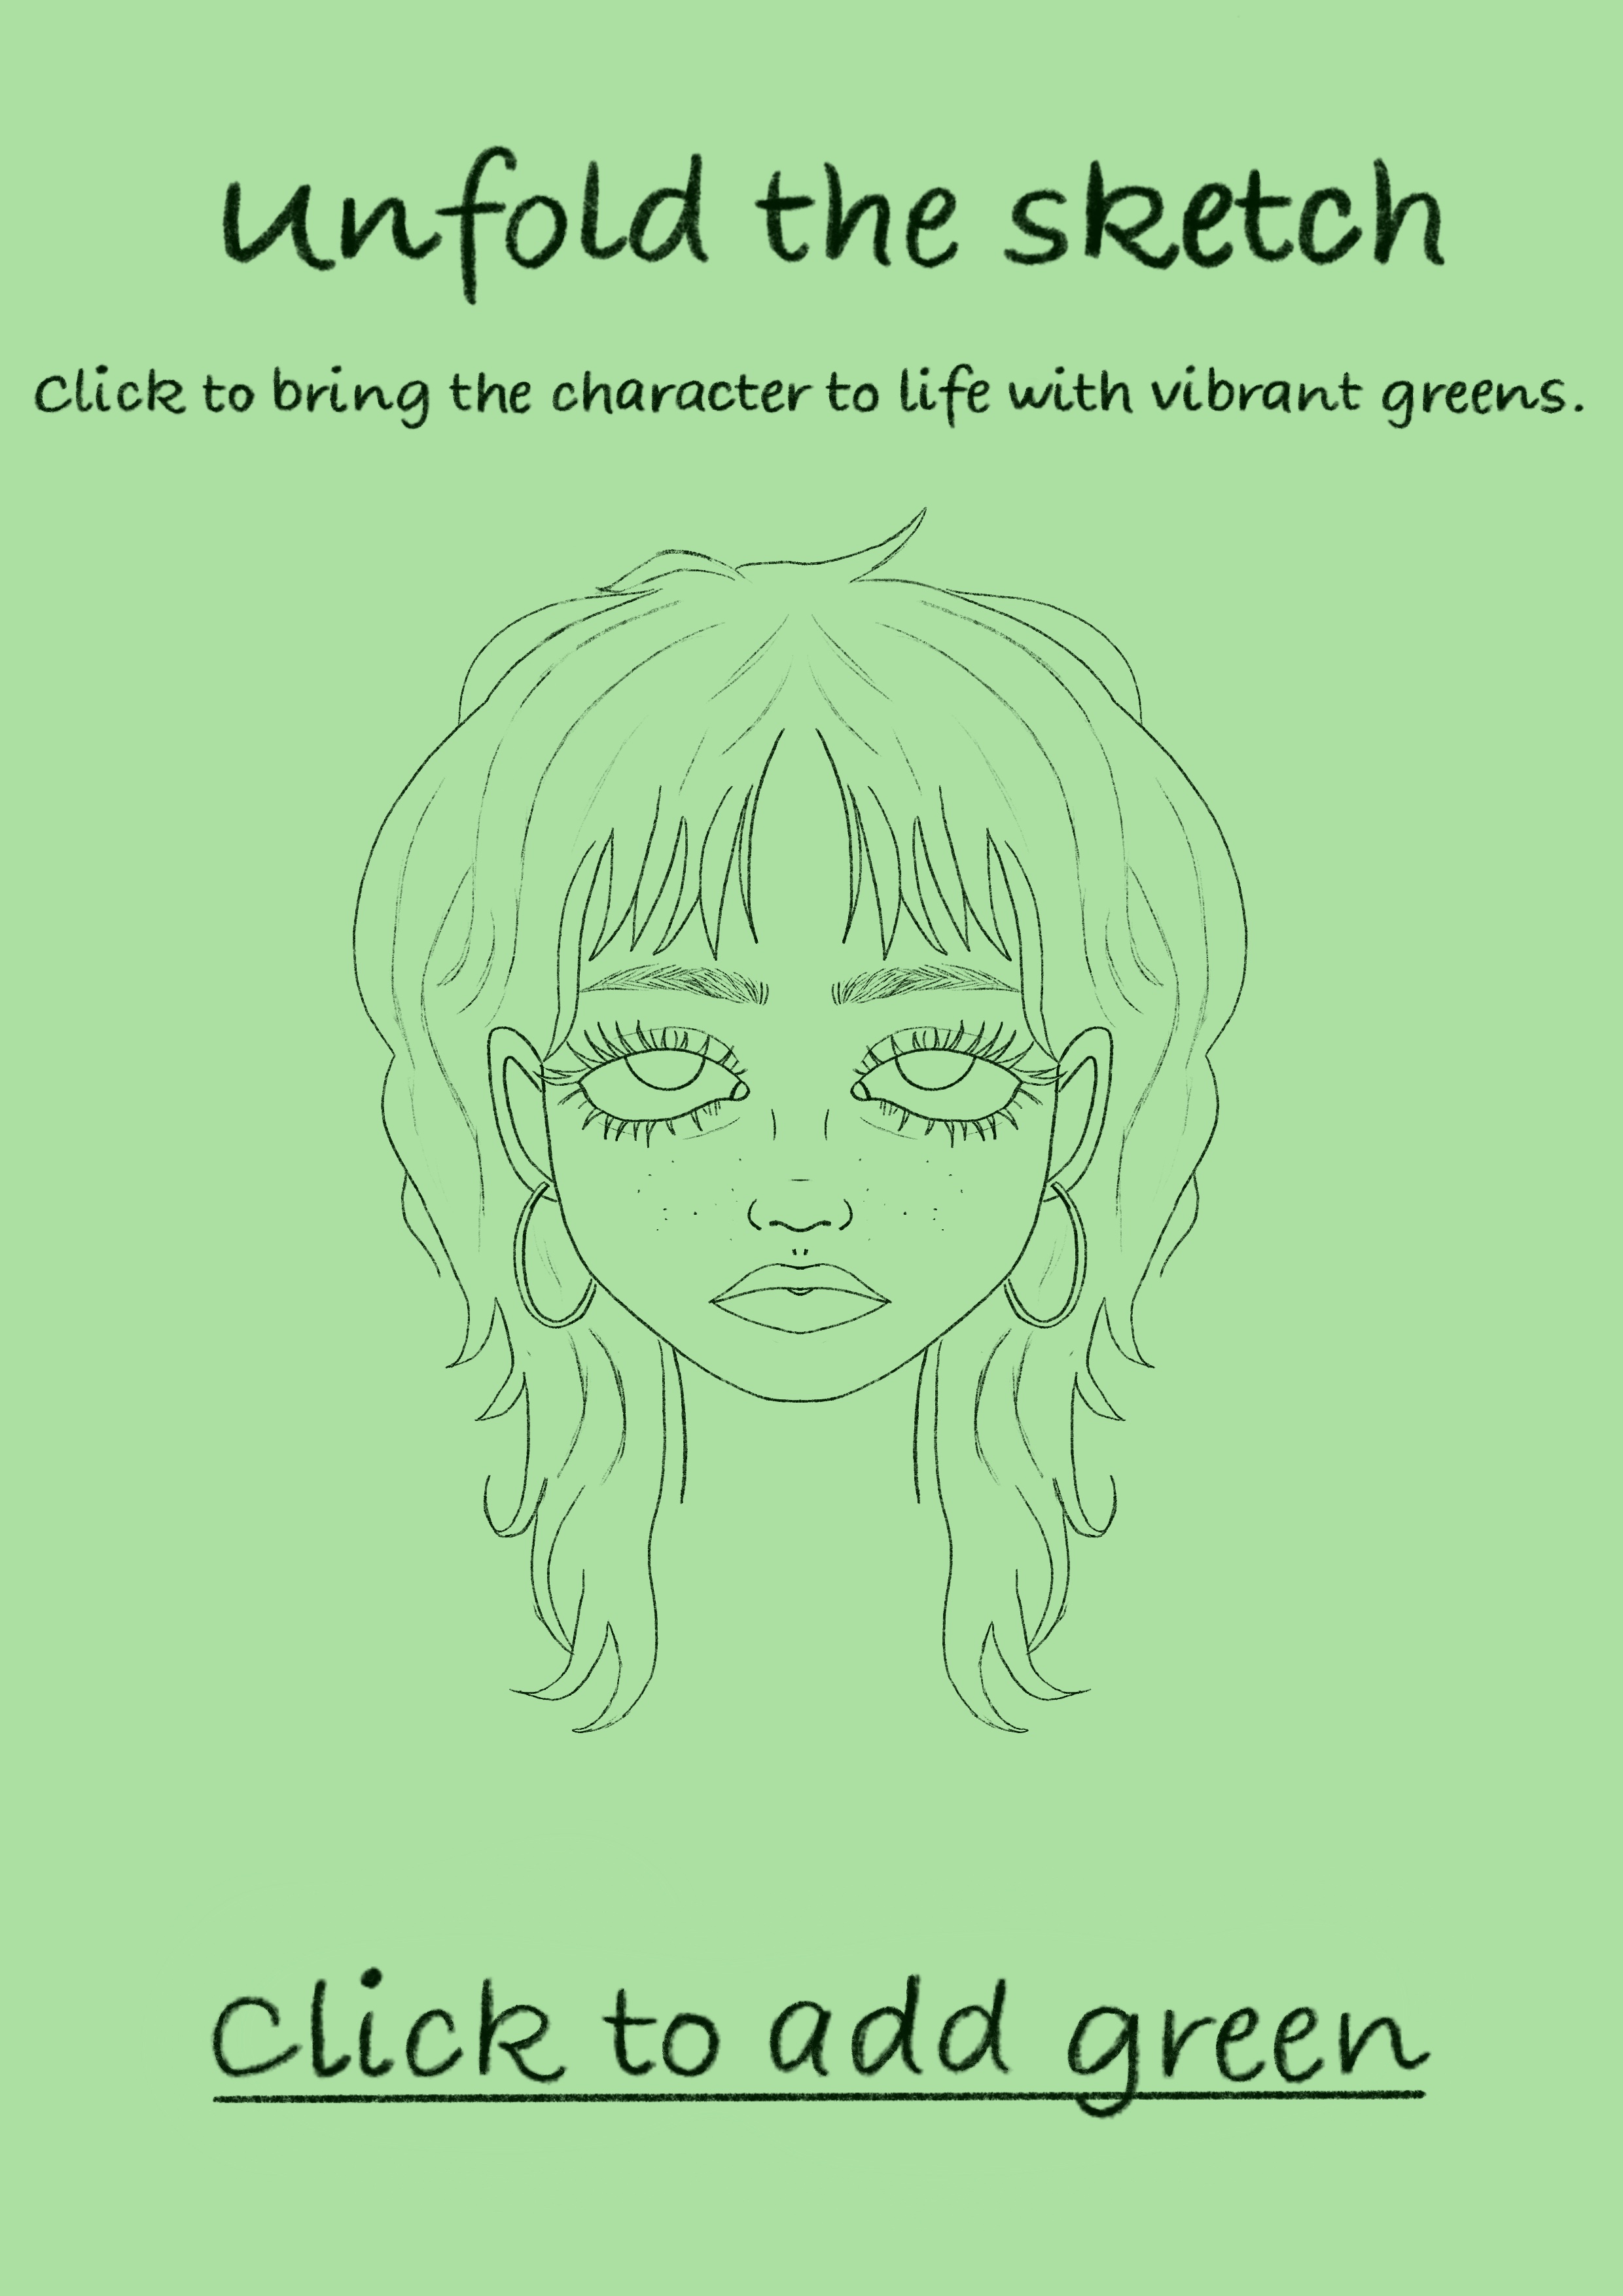 Unfold the sketch
Click to bring the character to life with vibrant greens.
Click to add green